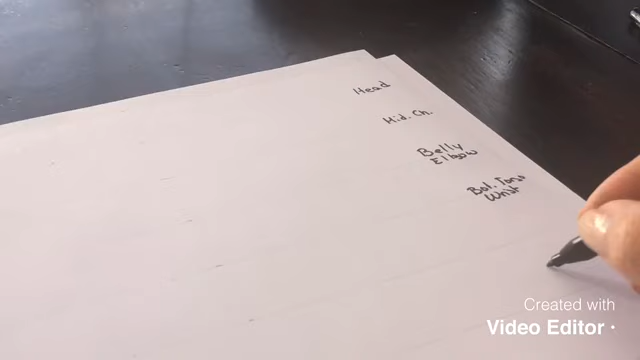 Head
Mid. Ch.
Belly
Elbow
Bot. Torso
Wrist
Created with
Video Editor